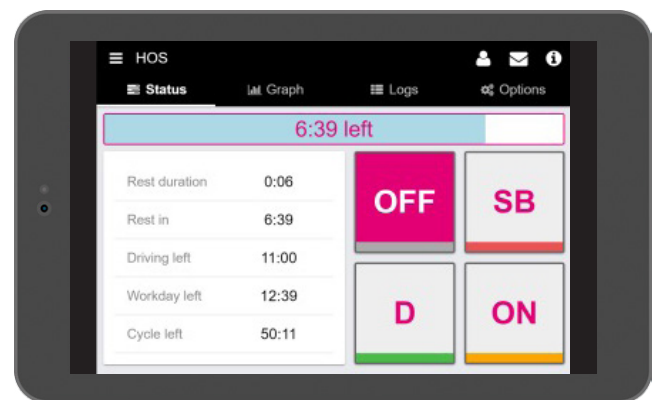 HOS
Status Graph Logs Options
6:39 left
Rest duration 0:06
Rest in 6:39
Driving left 11:00
Workday left 12:39
Cycle left 50:11
OFF SB
D ON